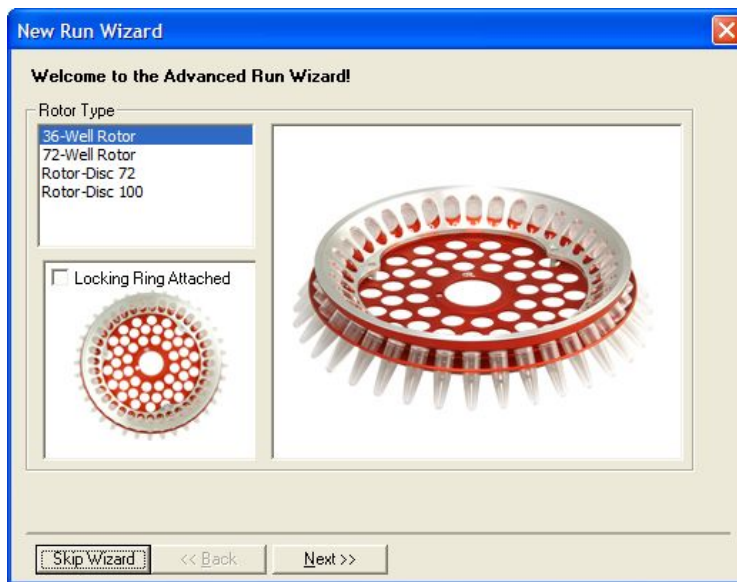 New Run Wizard
Welcome to the Advanced Run Wizard!
Rotor Type
36-Well Rotor
72-Well Rotor
Rotor-Disc 72
Rotor-Disc 100
Locking Ring Attached
Skip Wizard
<< Back
Next >>